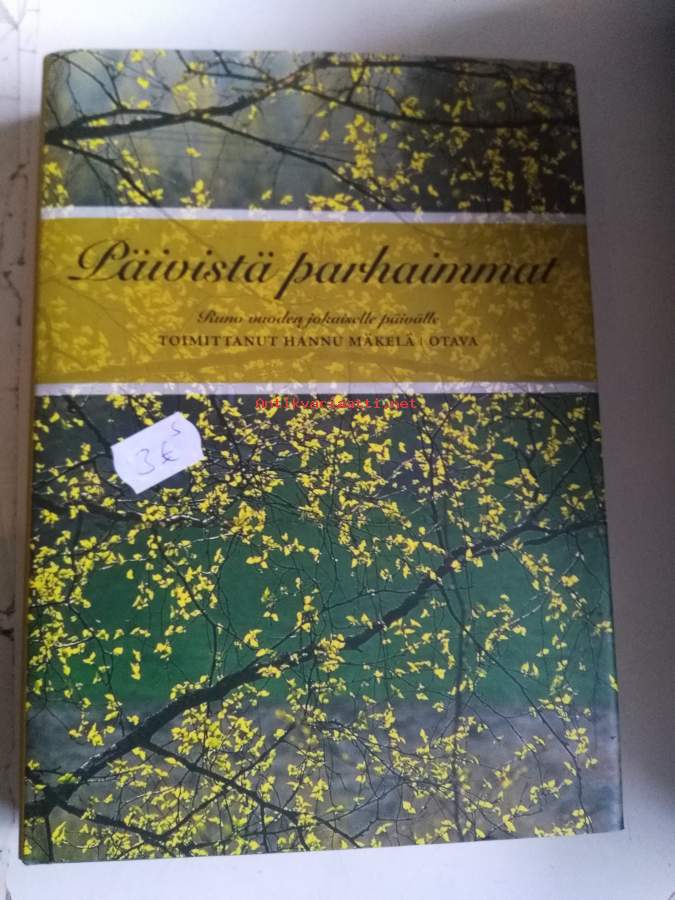 Päivistä parhaimmat
Runo vuoden jokaiselle päivälle
TOIMITTANUT HANNU MÄKELÄ | OTAVA
Antikvariaatti.net
3€ S